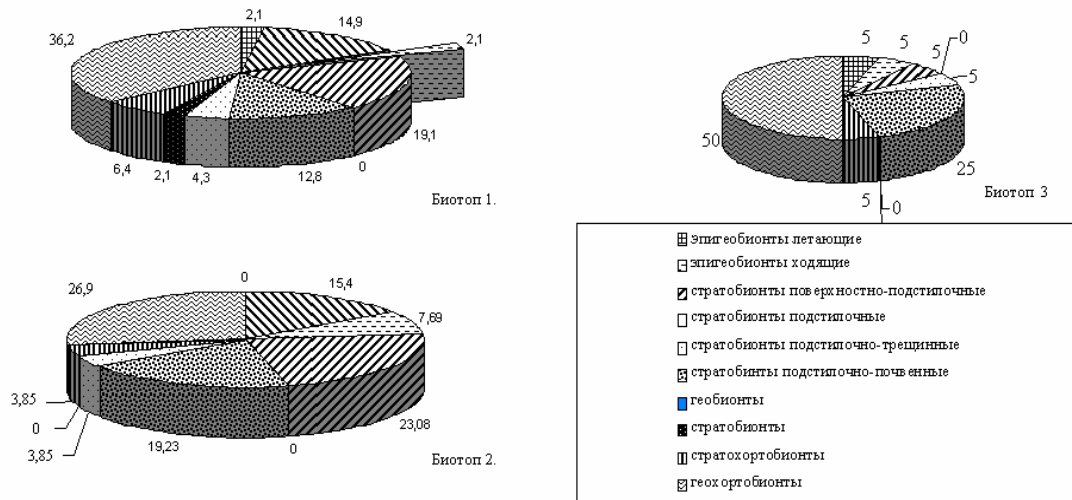 2,1
14,9
36,2
2,1
19,1
0
12,8
4,3
2,1
6,4
Биотоп 1.
5
5
5
0
5
50
25
5
0
Биотоп 3
0
15,4
26,9
7,69
3,85
0
3,85
19,23
0
23,08
Биотоп 2.
эпигебионты летающие
эпигебионты ходящие
стратобионты поверхностно-подстилочные
стратобионты подстилочные
стратобионты подстилочно-трещинные
стратобинты подстилочно-почвенные
геобионты
стратобионты
стратохортобионты
геохортобионты